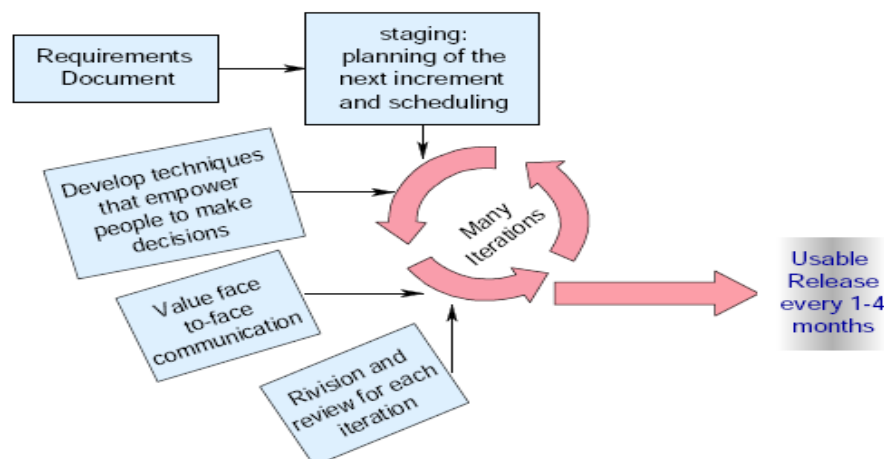 Requirements
Document
staging:
planning of the
next increment
and scheduling
Develop techniques
that empower
people to make
decisions
Many
Iterations
Value face
to-face
communication
Rivision and
review for each
iteration
Usable
Release
every 1-4
months